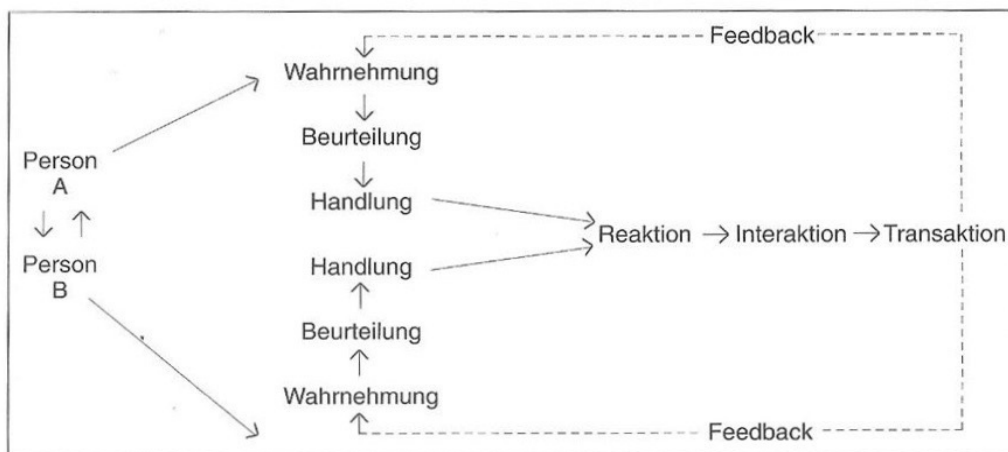 Feedback
Wahrnehmung
Beurteilung
Person
A
Handlung
Reaktion → Interaktion → Transaktion
Person
B
Handlung
Beurteilung
Wahrnehmung
Feedback